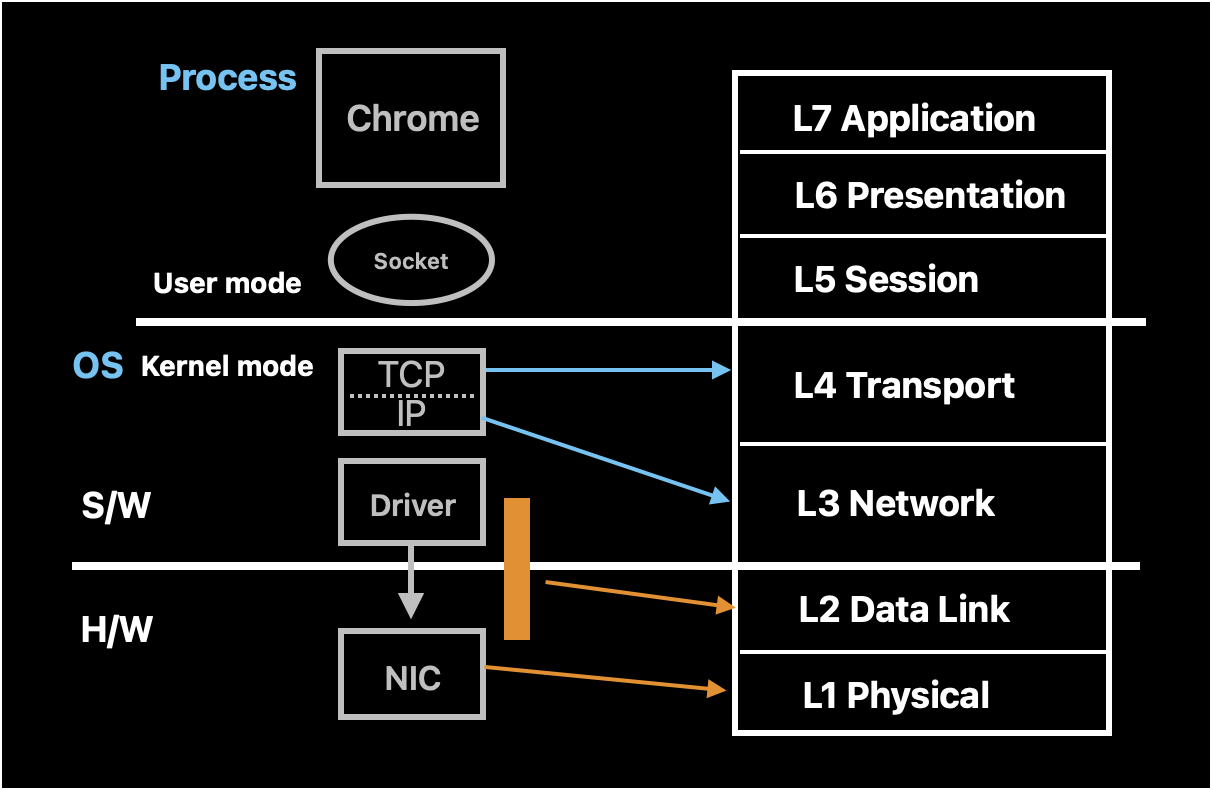 Process
Chrome
Socket
User mode
OS Kernel mode
TCP
IP
S/W
Driver
H/W
NIC
L7 Application
L6 Presentation
L5 Session
L4 Transport
L3 Network
L2 Data Link
L1 Physical